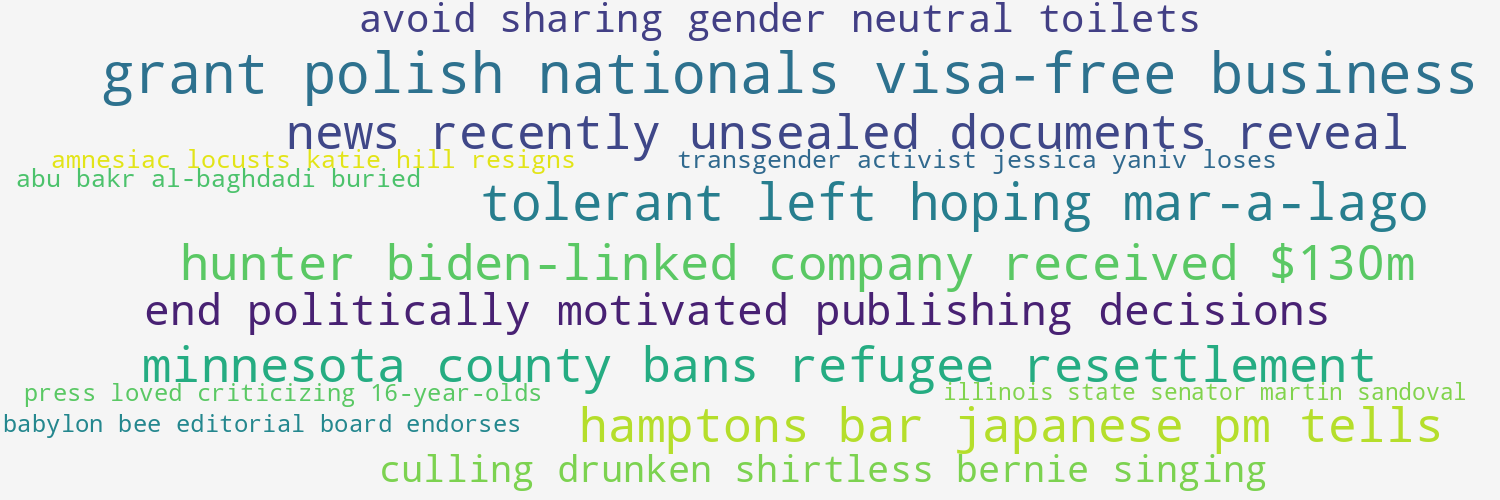 avoid sharing gender neutral toilets
grant polish nationals visa-free business
news recently unsealed documents reveal
amnesiac locusts katie hill resigns
transgender activist jessica yaniv loses
abu bakr al-baghdadi buried
tolerant left hoping mar-a-lago
hunter biden-linked company received $130m
end politically motivated publishing decisions
minnesota county bans refugee resettlement
press loved criticizing 16-year-olds
illinois state senator martin sandoval
babylon bee editorial board endorses
hamptons bar japanese pm tells
culling drunken shirtless bernie singing